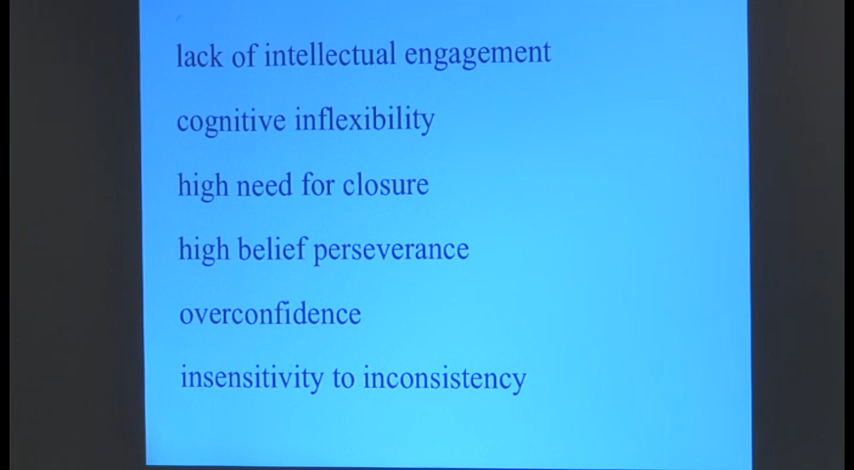 lack of intellectual engagement
cognitive inflexibility
high need for closure
high belief perseverance
overconfidence
insensitivity to inconsistency